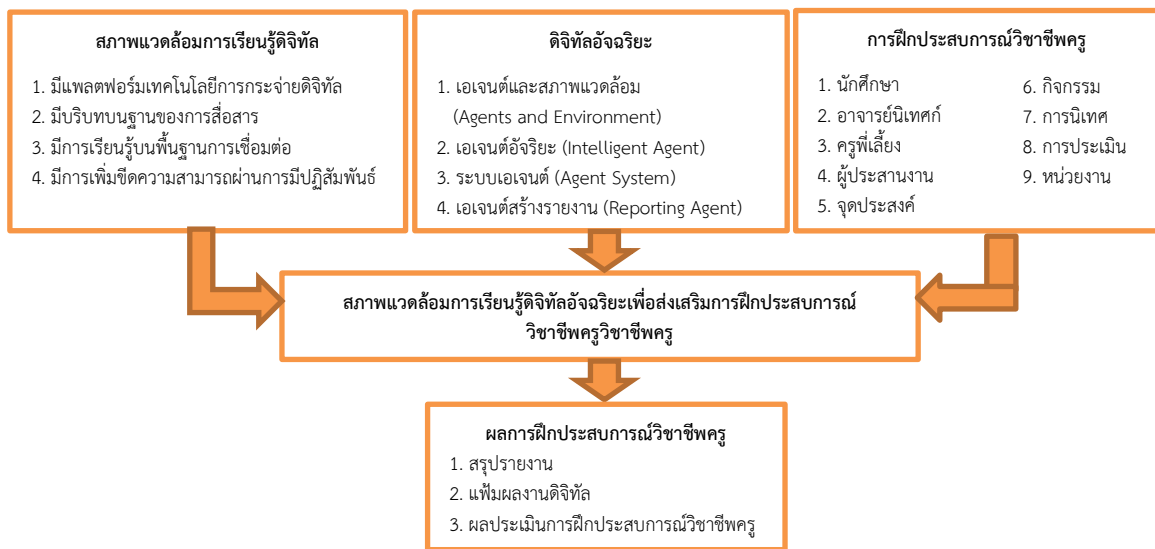 สภาพแวดล้อมการเรียนรู้ดิจิทัล
1. มีแพลตฟอร์มเทคโนโลยีการกระจ่ายดิจิทัล
2. มีบริบทบนฐานของการสื่อสาร
3. มีการเรียนรู้บนพื้นฐานการเชื่อมต่อ
4. มีการเพิ่มขีดความสามารถผ่านการมีปฏิสัมพันธ์
ดิจิทัลอัจฉริยะ
1. เอเจนต์และสภาพแวดล้อม
(Agents and Environment)
2. เอเจนต์อัจริยะ (Intelligent Agent)
3. ระบบเอเจนต์ (Agent System)
4. เอเจนต์สร้างรายงาน (Reporting Agent)
การฝึกประสบการณ์วิชาชีพครู
1. นักศึกษา
2. อาจารย์นิเทศก์
3. ครูพี่เลี้ยง
4. ผู้ประสานงาน
5. จุดประสงค์
6. กิจกรรม
7. การนิเทศ
8. การประเมิน
9. หน่วยงาน
สภาพแวดล้อมการเรียนรู้ดิจิทัลอัจฉริยะเพื่อส่งเสริมการฝึกประสบการณ์
วิชาชีพครูวิชาชีพครู
ผลการฝึกประสบการณ์วิชาชีพครู
1. สรุปรายงาน
2. แฟ้มผลงานดิจิทัล
3. ผลประเมินการฝึกประสบการณ์วิชาชีพครู